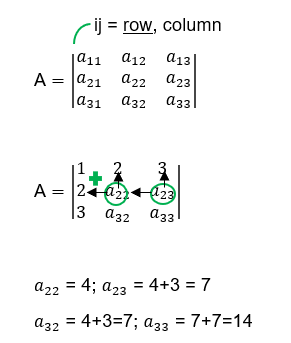 ij = row, column
a₁₁ a₁₂ a₁₃
A = a₂₁ a₂₂ a₂₃
a₃₁ a₃₂ a₃₃
1 2 3
A = 2 a₂₂ a₂₃
3 a₃₂ a₃₃
a₂₂ = 4; a₂₃ = 4+3 = 7
a₃₂ = 4+3=7; a₃₃ = 7+7=14